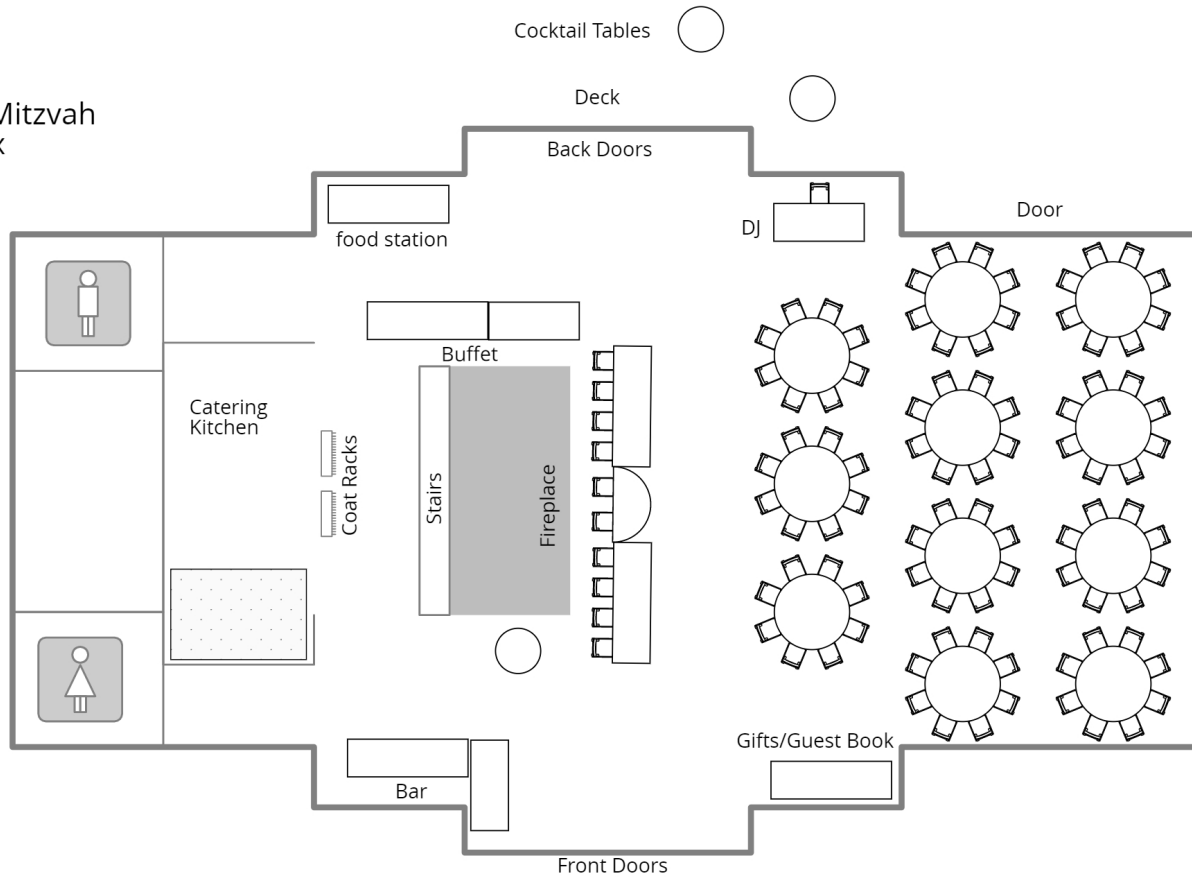 Cocktail Tables
Mitzvah
Deck
Back Doors
Door
DJ
food station
Buffet
Catering
Kitchen
Coat Racks
Stairs
Fireplace
Gifts/Guest Book
Bar
Front Doors